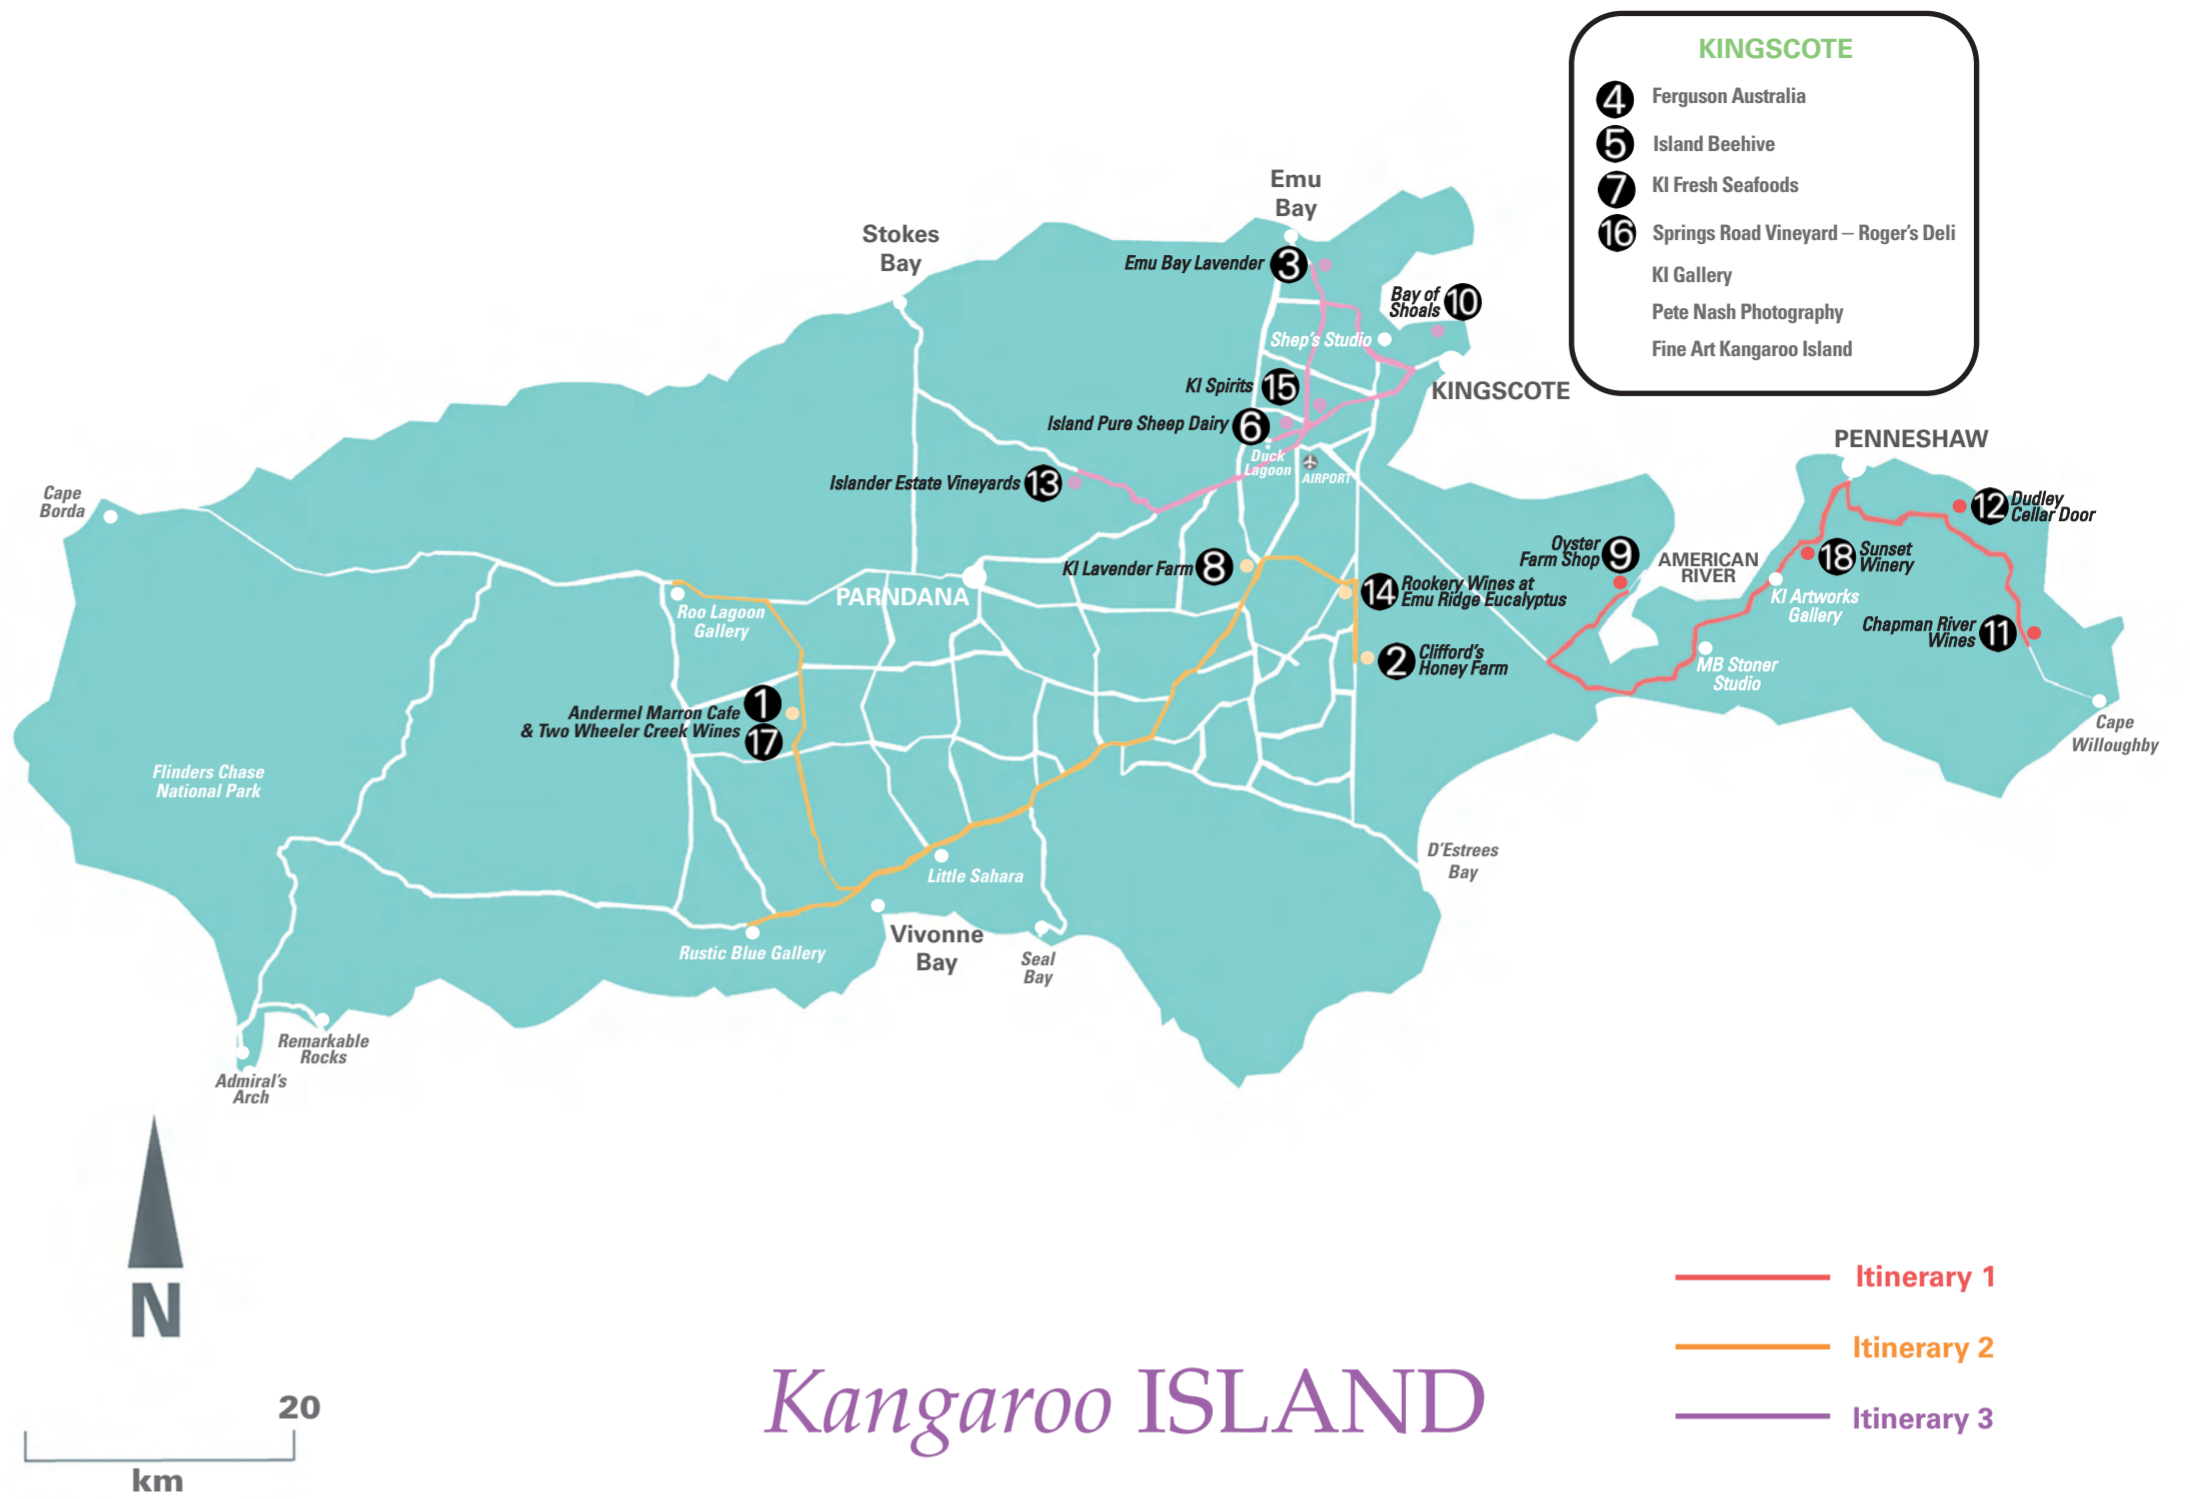 KINGSCOTE
4 Ferguson Australia
5 Island Beehive
7 KI Fresh Seafoods
16 Springs Road Vineyard – Roger's Deli
KI Gallery
Pete Nash Photography
Fine Art Kangaroo Island
Emu
Bay
Stokes
Bay
Emu Bay Lavender 3
Bay of
Shoals 10
Shep's Studio
KI Spirits 15
KINGSCOTE
Island Pure Sheep Dairy 6
Duck
Lagoon
AIRPORT
Islander Estate Vineyards 13
PENNESHAW
Cape
Borda
12 Dudley
Cellar Door
Oyster
Farm Shop 9
AMERICAN
RIVER
18 Sunset
Winery
KI Lavender Farm 8
14 Rookery Wines at
Emu Ridge Eucalyptus
PARNDANA
Roo Lagoon
Gallery
KI Artworks
Gallery
Chapman River
Wines 11
2 Clifford's
Honey Farm
MB Stoner
Studio
Andermel Marron Cafe 1
& Two Wheeler Creek Wines 17
Cape
Willoughby
Flinders Chase
National Park
D'Estrees
Bay
Little Sahara
Vivonne
Bay
Rustic Blue Gallery
Seal
Bay
Remarkable
Rocks
Admiral's
Arch
N
20
km
Kangaroo ISLAND
Itinerary 1
Itinerary 2
Itinerary 3